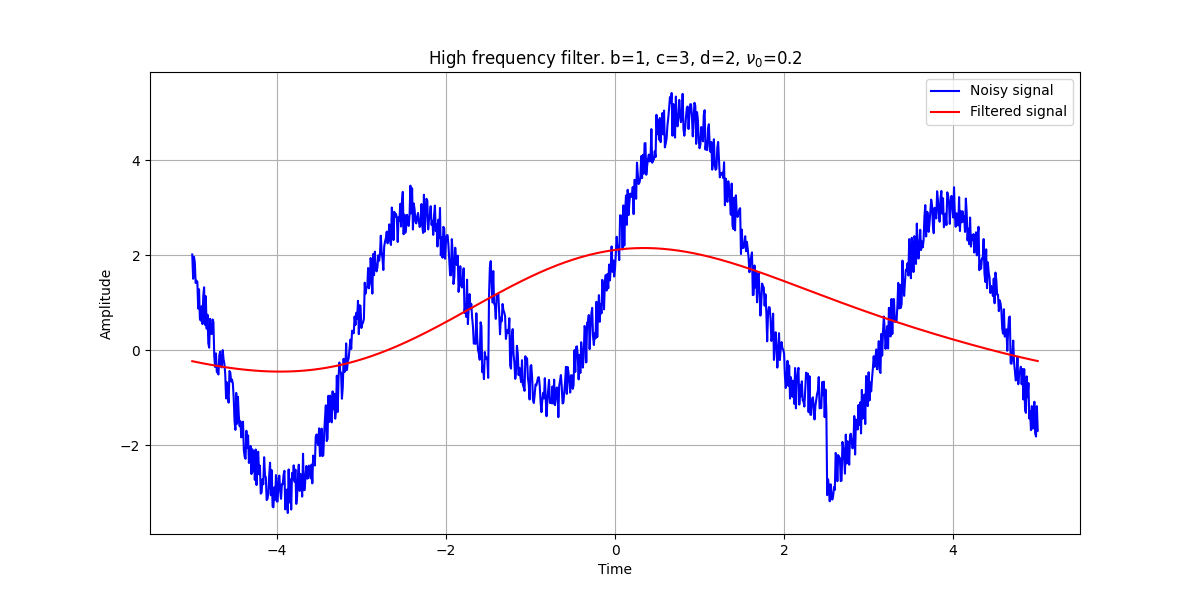 High frequency filter. b=1, c=3, d=2, $\nu_0$=0.2
Noisy signal
Filtered signal
Amplitude
4
2
0
−2
−4 −2 0 2 4
Time